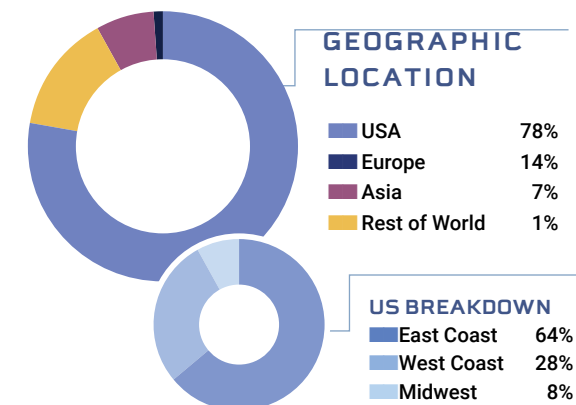 GEOGRAPHIC
LOCATION
USA 78%
Europe 14%
Asia 7%
Rest of World 1%
US BREAKDOWN
East Coast 64%
West Coast 28%
Midwest 8%